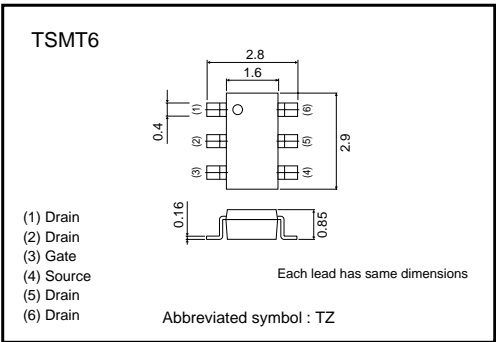 TSMT6
2.8
1.6
(1)
(6)
0.4
(2)
(5)
2.9
(3)
(4)
0.16
0.85
(1) Drain
(2) Drain
(3) Gate
(4) Source
(5) Drain
(6) Drain
Each lead has same dimensions
Abbreviated symbol : TZ